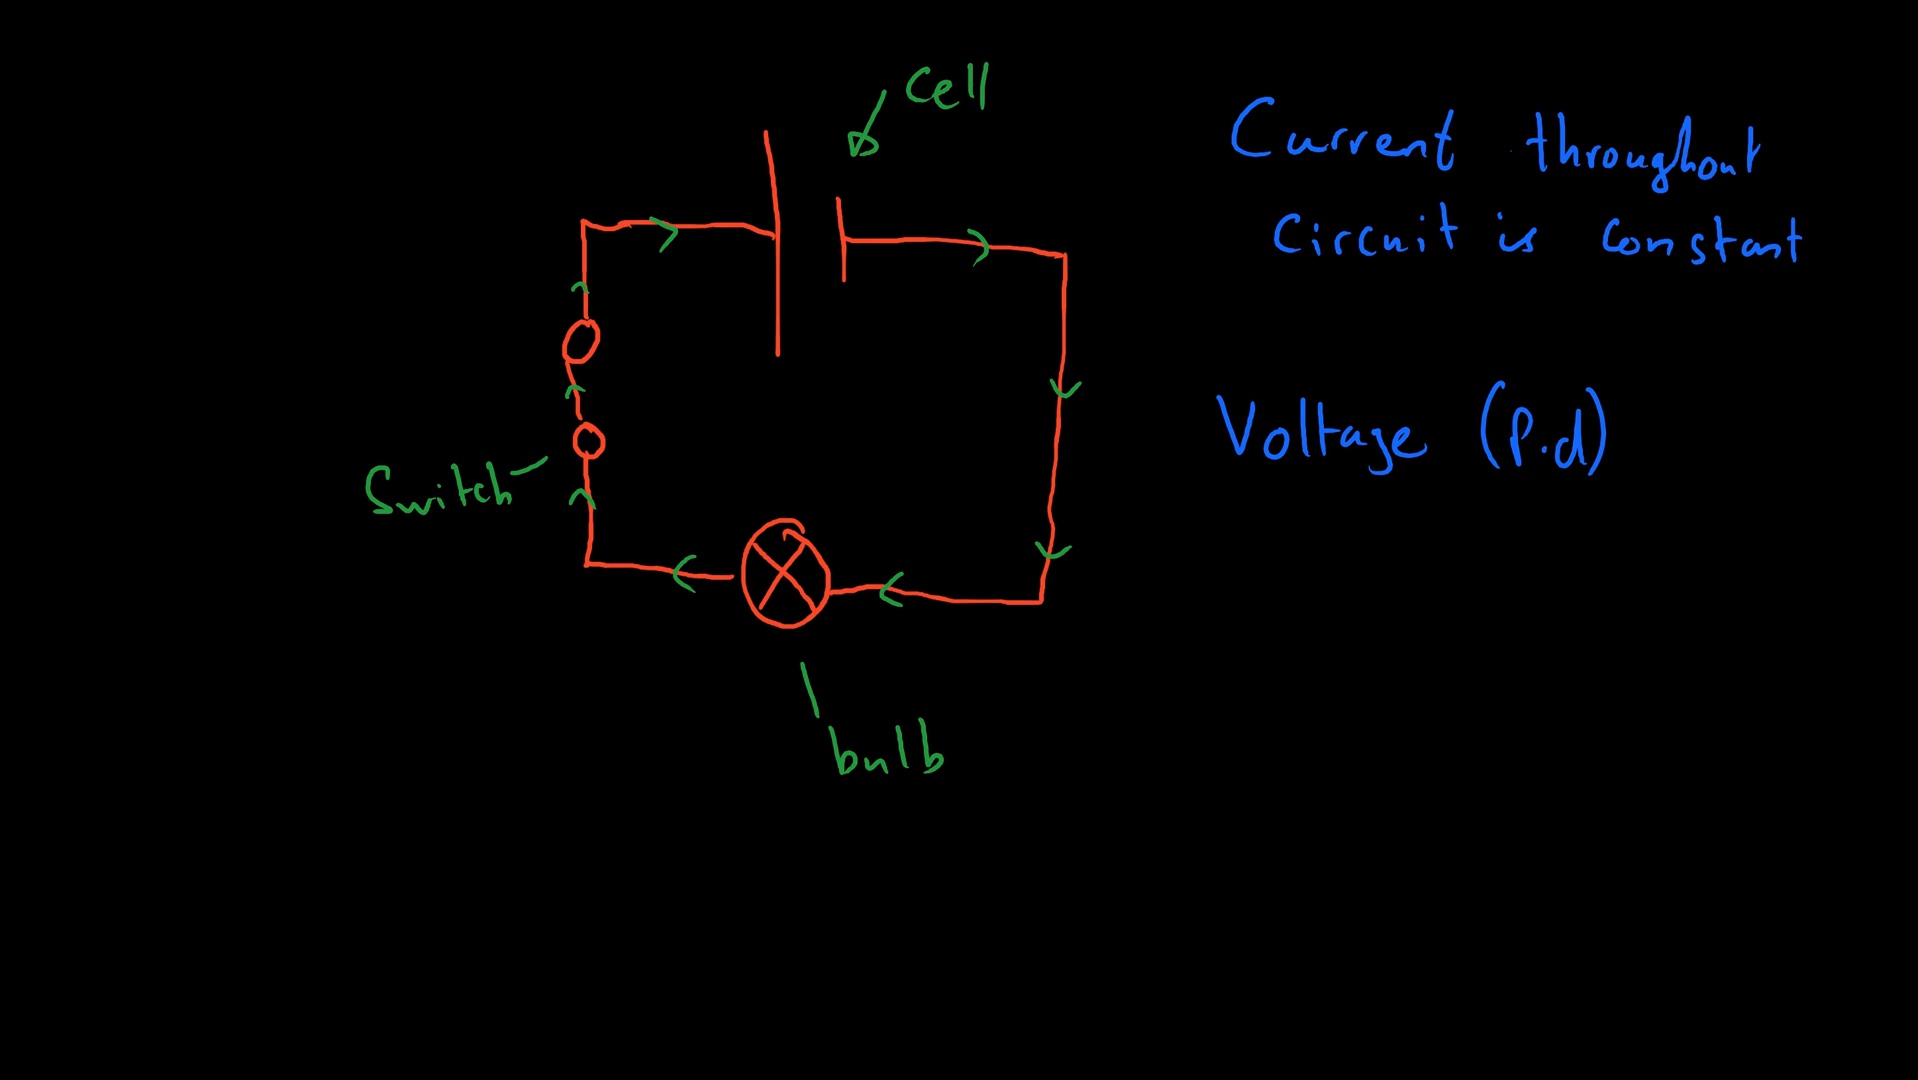 Cell
Current throughout
Circuit is constant
Voltage (P.d)
Switch
bulb